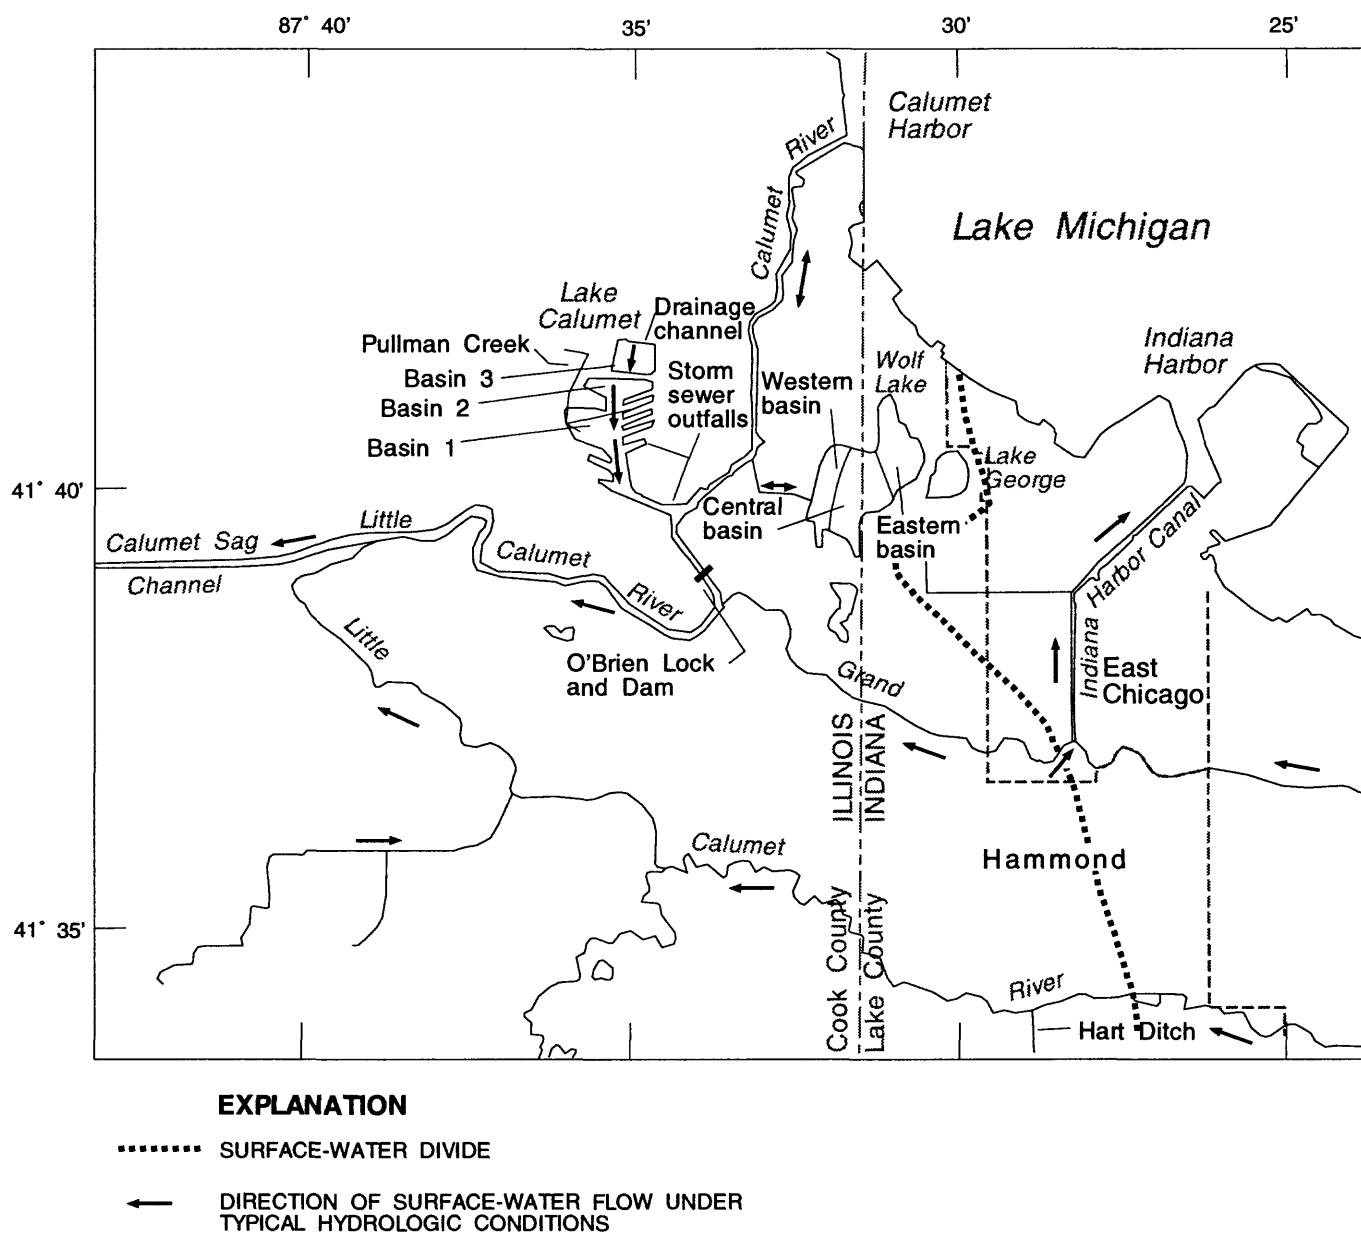 87° 40'
35'
30'
25'
Calumet
Harbor
River
Calumet
Lake Michigan
Lake
Calumet
Drainage
channel
Pullman Creek
Basin 3
Basin 2
Basin 1
Storm
sewer
outfalls
Western
basin
Wolf
Lake
Indiana
Harbor
Lake
George
41° 40'
Central
basin
Eastern
basin
Calumet Sag
Channel
Little
Calumet
River
Indiana Harbor Canal
Little
O'Brien Lock
and Dam
Grand
East
Chicago
ILLINOIS
INDIANA
Calumet
Hammond
41° 35'
Cook County
Lake County
River
Hart Ditch
EXPLANATION
SURFACE-WATER DIVIDE
DIRECTION OF SURFACE-WATER FLOW UNDER
TYPICAL HYDROLOGIC CONDITIONS